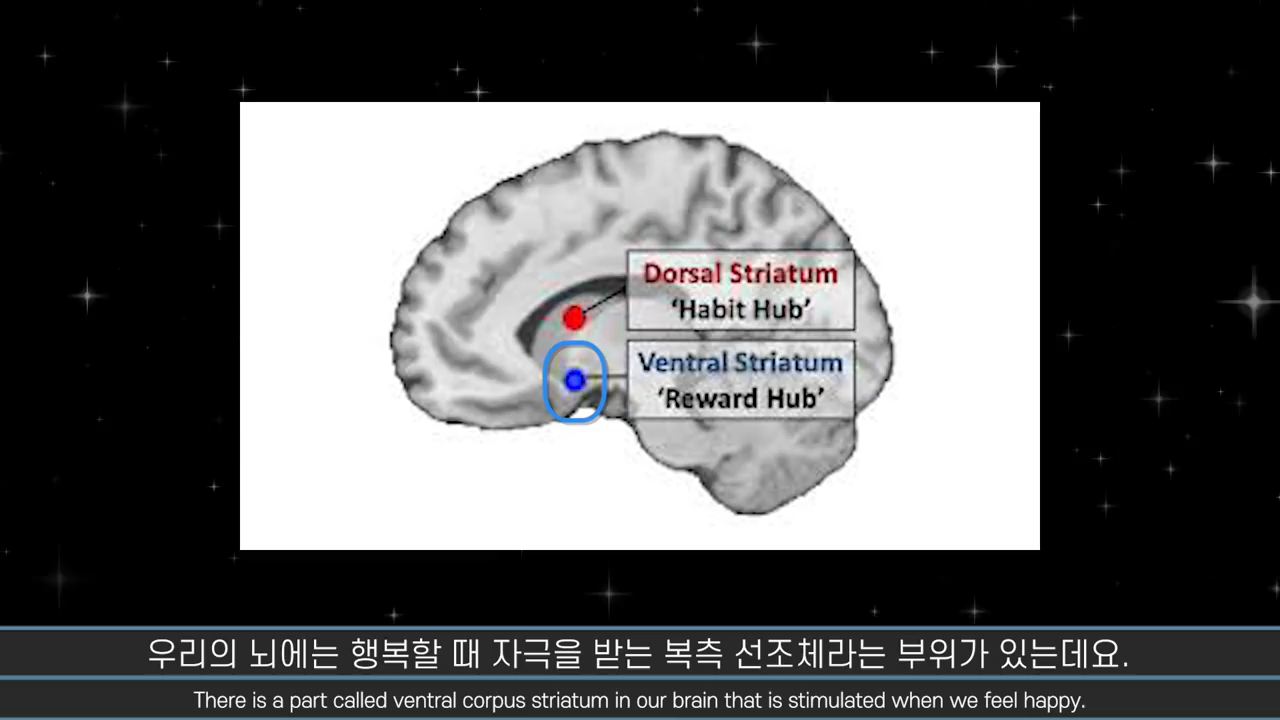 Dorsal Striatum
‘Habit Hub’
Ventral Striatum
‘Reward Hub’
우리의 뇌에는 행복할 때 자극을 받는 복측 선조체라는 부위가 있는데요.
There is a part called ventral corpus striatum in our brain that is stimulated when we feel happy.